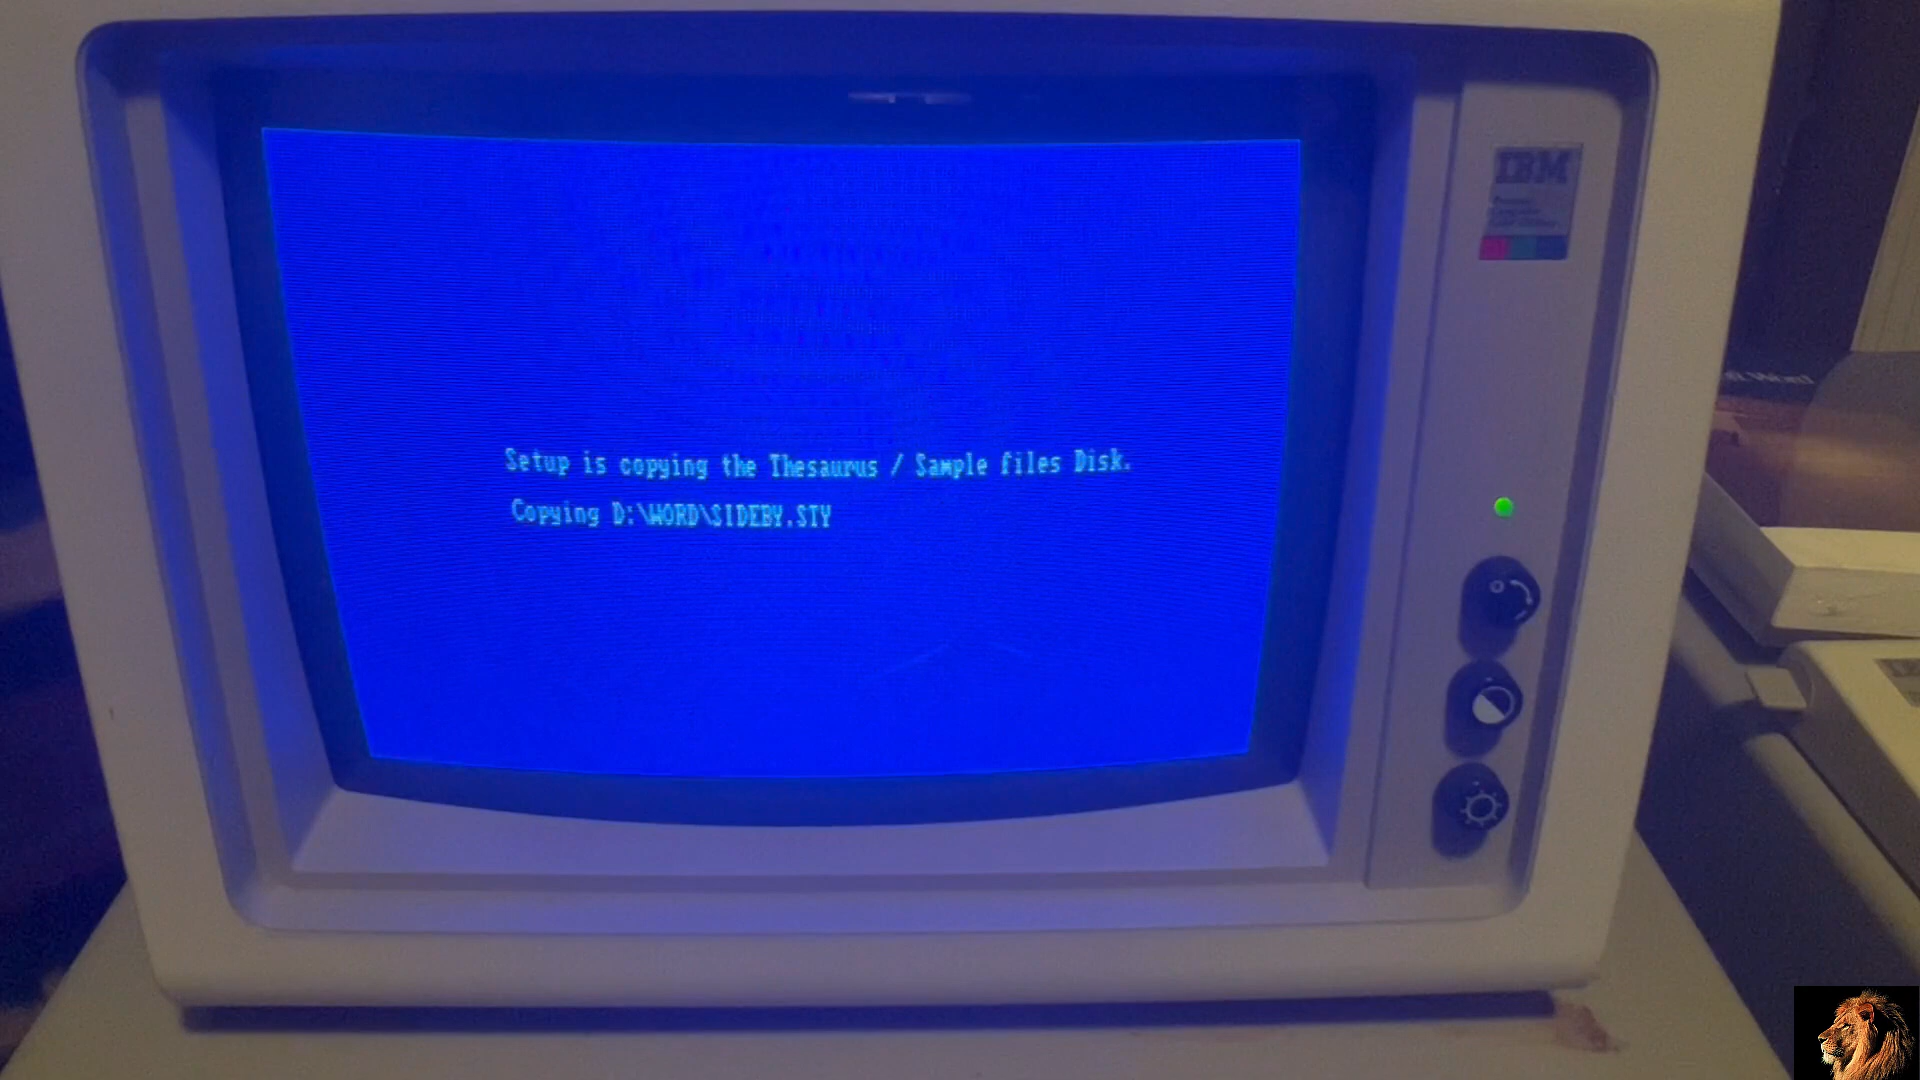 IBM
Setup is copying the Thesaurus / Sample files Disk.
Copying D:\WORD\SIDEBY.STY